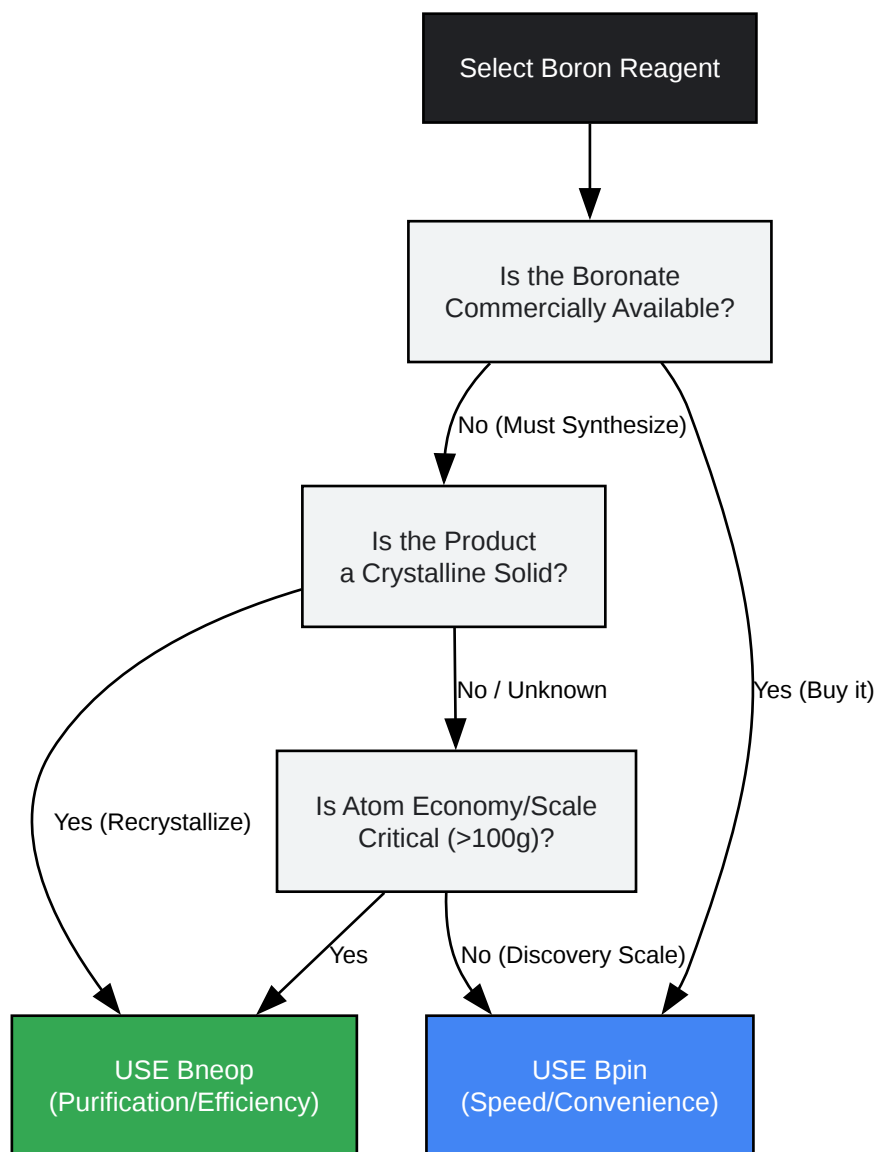 Select Boron Reagent
Is the Boronate
Commercially Available?
No (Must Synthesize)
Is the Product
a Crystalline Solid?
No / Unknown
Yes (Buy it)
Is Atom Economy/Scale
Critical (>100g)?
Yes (Recrystallize)
Yes
No (Discovery Scale)
USE Bneop
(Purification/Efficiency)
USE Bpin
(Speed/Convenience)